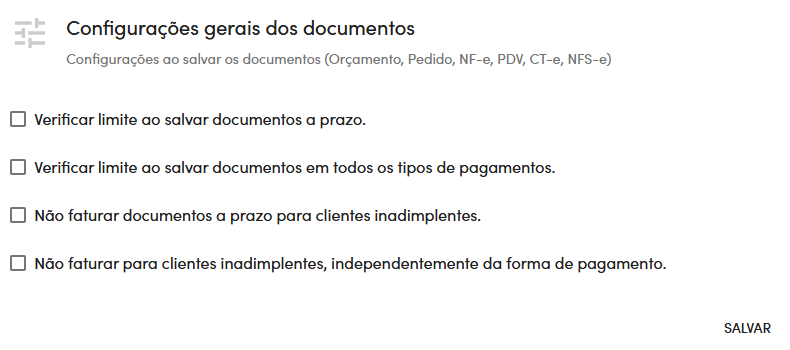 Configurações gerais dos documentos
Configurações ao salvar os documentos (Orçamento, Pedido, NF-e, PDV, CT-e, NFS-e)
Verificar limite ao salvar documentos a prazo.
Verificar limite ao salvar documentos em todos os tipos de pagamentos.
Não faturar documentos a prazo para clientes inadimplentes.
Não faturar para clientes inadimplentes, independentemente da forma de pagamento.
SALVAR